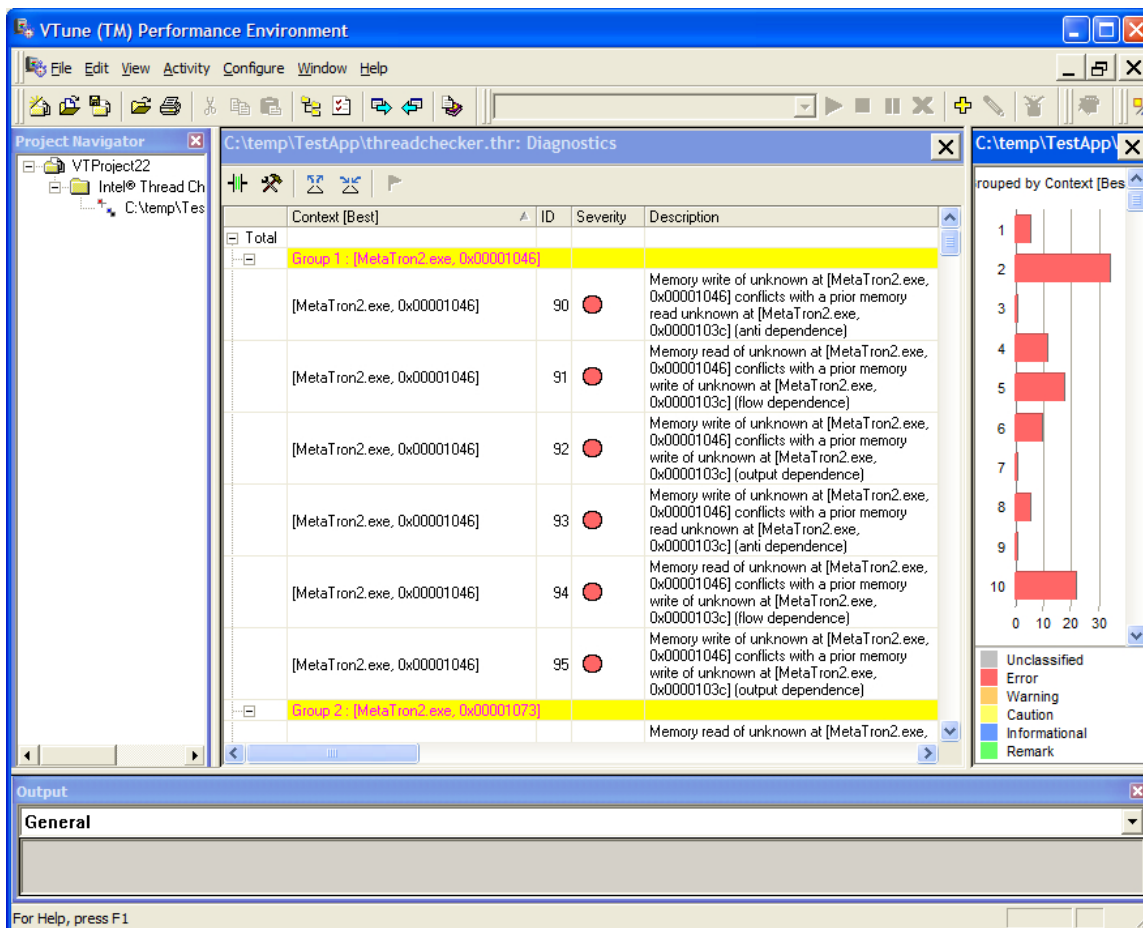 VTune (TM) Performance Environment
File Edit View Activity Configure Window Help
Project Navigator
VTProject22
Intel® Thread Ch
C:\temp\Tes
C:\temp\TestApp\threadchecker.thr: Diagnostics
Context [Best] ID Severity Description
Total
Group 1 : [MetaTron2.exe, 0x00001046]
[MetaTron2.exe, 0x00001046] 90
Memory write of unknown at [MetaTron2.exe,
0x00001046] conflicts with a prior memory
read unknown at [MetaTron2.exe,
0x0000103c] (anti dependence)
[MetaTron2.exe, 0x00001046] 91
Memory read of unknown at [MetaTron2.exe,
0x00001046] conflicts with a prior memory
write of unknown at [MetaTron2.exe,
0x0000103c] (flow dependence)
[MetaTron2.exe, 0x00001046] 92
Memory write of unknown at [MetaTron2.exe,
0x00001046] conflicts with a prior memory
write of unknown at [MetaTron2.exe,
0x0000103c] (output dependence)
[MetaTron2.exe, 0x00001046] 93
Memory write of unknown at [MetaTron2.exe,
0x00001046] conflicts with a prior memory
read unknown at [MetaTron2.exe,
0x0000103c] (anti dependence)
[MetaTron2.exe, 0x00001046] 94
Memory read of unknown at [MetaTron2.exe,
0x00001046] conflicts with a prior memory
write of unknown at [MetaTron2.exe,
0x0000103c] (flow dependence)
[MetaTron2.exe, 0x00001046] 95
Memory write of unknown at [MetaTron2.exe,
0x00001046] conflicts with a prior memory
write of unknown at [MetaTron2.exe,
0x0000103c] (output dependence)
Group 2 : [MetaTron2.exe, 0x00001073]
Memory read of unknown at [MetaTron2.exe,
C:\temp\TestApp\
rouped by Context [Bes
1
2
3
4
5
6
7
8
9
10
0 10 20 30
Unclassified
Error
Warning
Caution
Informational
Remark
Output
General
For Help, press F1